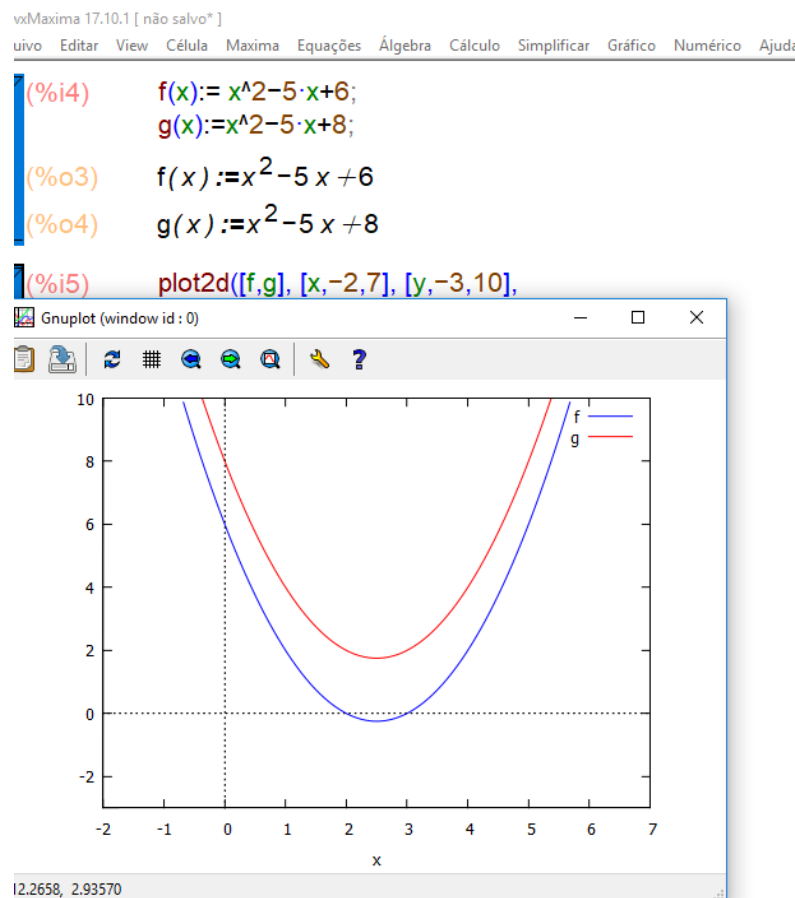 wxMaxima 17.10.1 [ não salvo* ]
uivo Editar View Célula Maxima Equações Álgebra Cálculo Simplificar Gráfico Numérico Ajuda
(%i4) f(x):= x^2−5·x+6;
g(x):=x^2−5·x+8;
(%o3) f(x):=x²−5 x+6
(%o4) g(x):=x²−5 x+8
(%i5) plot2d([f,g], [x,−2,7], [y,−3,10],
Gnuplot (window id : 0)
10
f
g
8
6
4
2
0
-2
-2 -1 0 1 2 3 4 5 6 7
x
12.2658, 2.93570